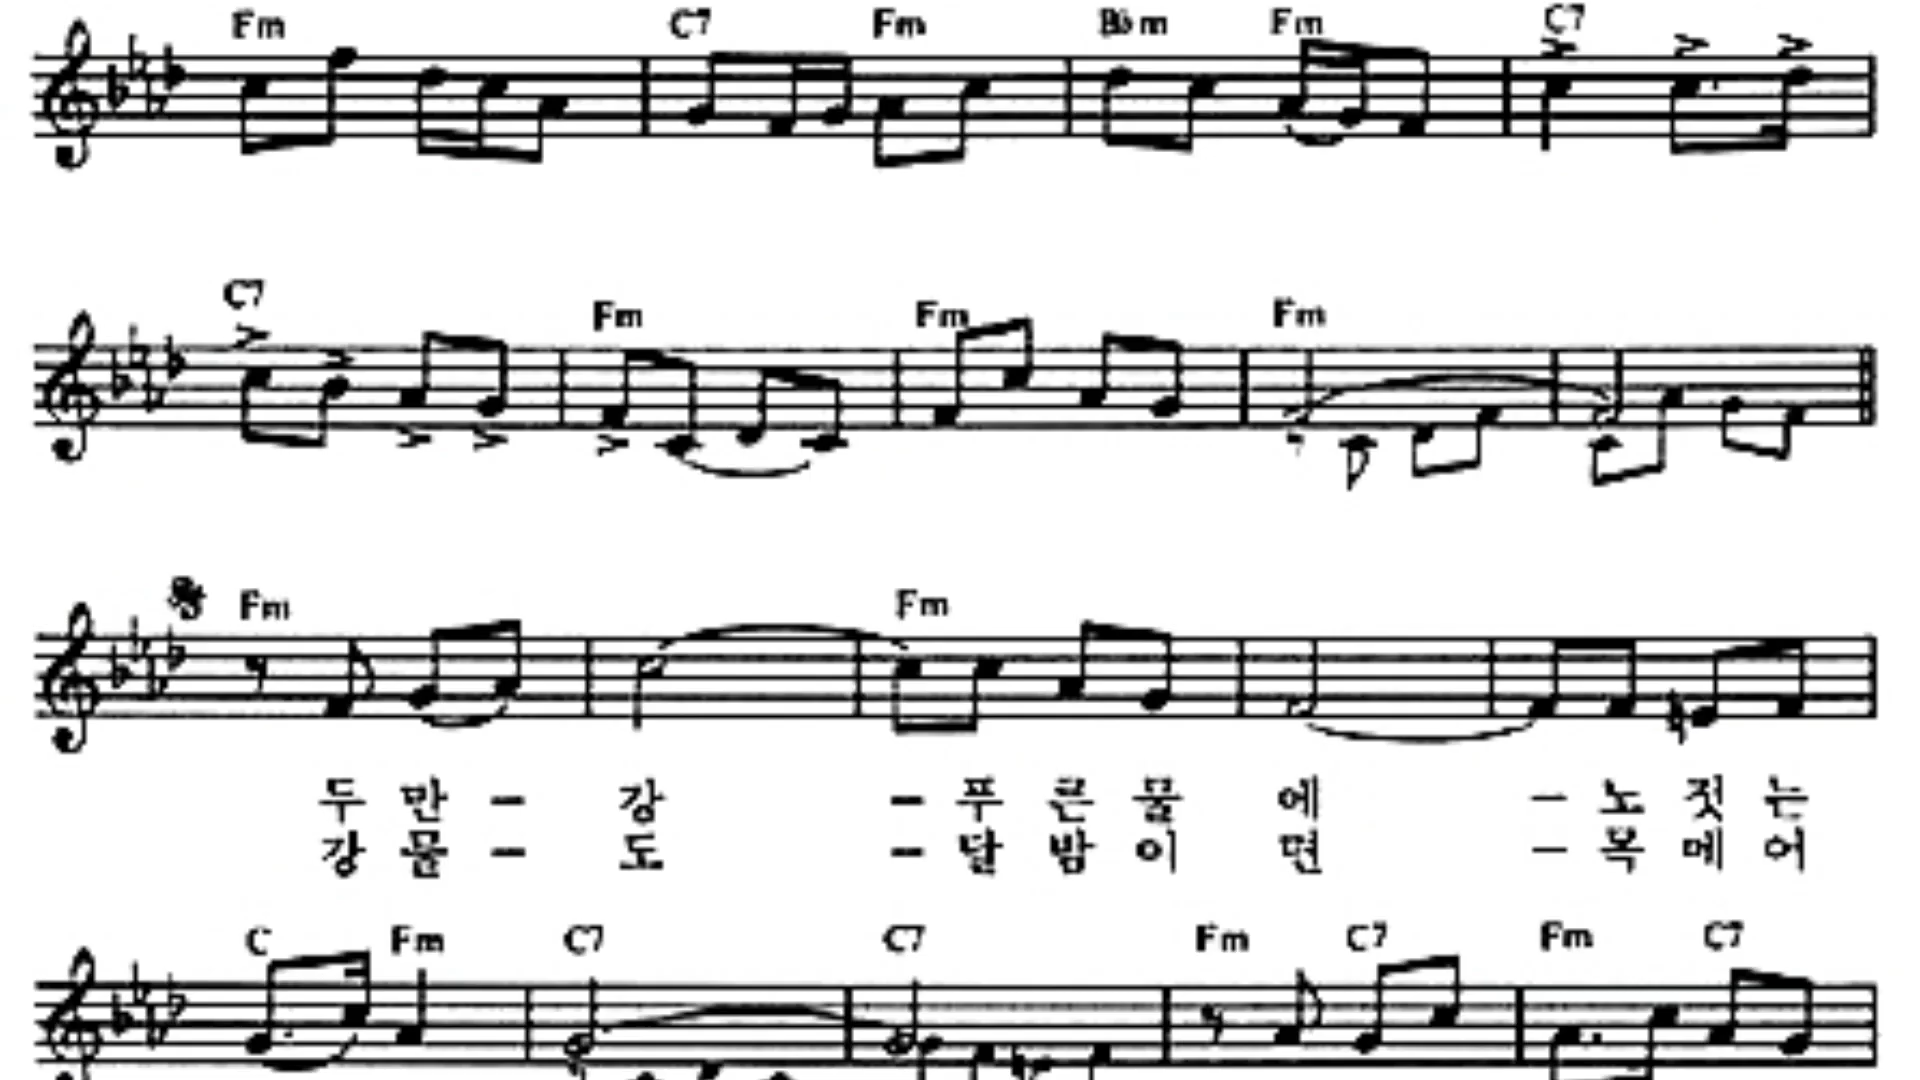 Fm C7 Fm B♭m Fm C7
C7 Fm Fm Fm
Fm Fm
두 만 - 강 - 푸 른 물 에 - 노 젓 는
강 물 - 도 - 달 밤 이 면 - 목 메 어
C Fm C7 C7 Fm C7 Fm C7